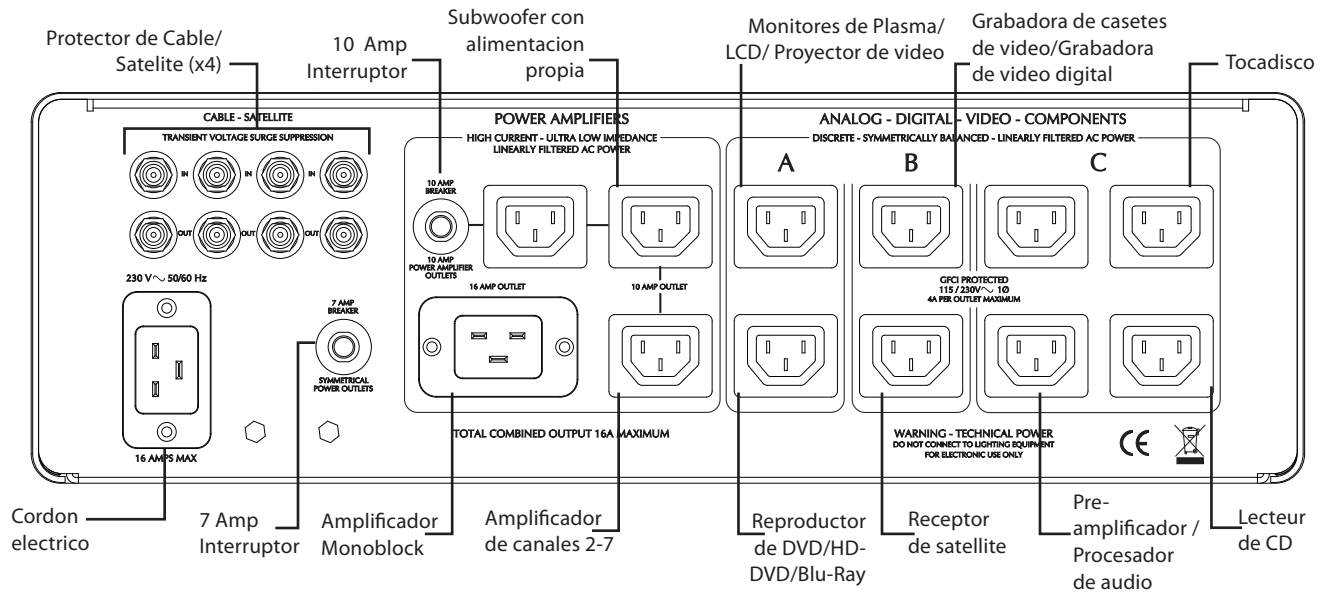 Protector de Cable/
Satelite (x4)
10 Amp
Interruptor
Subwoofer con
alimentacion
propia
Monitores de Plasma/
LCD/ Proyector de video
Grabadora de casetes
de video/Grabadora
de video digital
Tocadisco
CABLE - SATELLITE
TRANSIENT VOLTAGE SURGE SUPPRESSION
IN
IN
IN
OUT
OUT
OUT
230 V~ 50/60 Hz
16 AMPS MAX
7 AMP
BREAKER
SYMMETRICAL
POWER OUTLETS
POWER AMPLIFIERS
HIGH CURRENT - ULTRA LOW IMPEDANCE
LINEARLY FILTERED AC POWER
10 AMP
BREAKER
10 AMP
POWER AMPLIFIER
OUTLETS
16 AMP OUTLET
10 AMP OUTLET
TOTAL COMBINED OUTPUT 16A MAXIMUM
ANALOG - DIGITAL - VIDEO - COMPONENTS
DISCRETE - SYMMETRICALLY BALANCED - LINEARLY FILTERED AC POWER
A
B
C
GFCI PROTECTED
115 / 230V~ 1Ø
4A PER OUTLET MAXIMUM
WARNING - TECHNICAL POWER
DO NOT CONNECT TO LIGHTING EQUIPMENT
FOR ELECTRONIC USE ONLY
CE
Cordon
electrico
7 Amp
Interruptor
Amplificador
Monoblock
Amplificador
de canales 2-7
Reproductor
de DVD/HD-
DVD/Blu-Ray
Receptor
de satellite
Pre-
amplificador /
Procesador
de audio
Lecteur
de CD